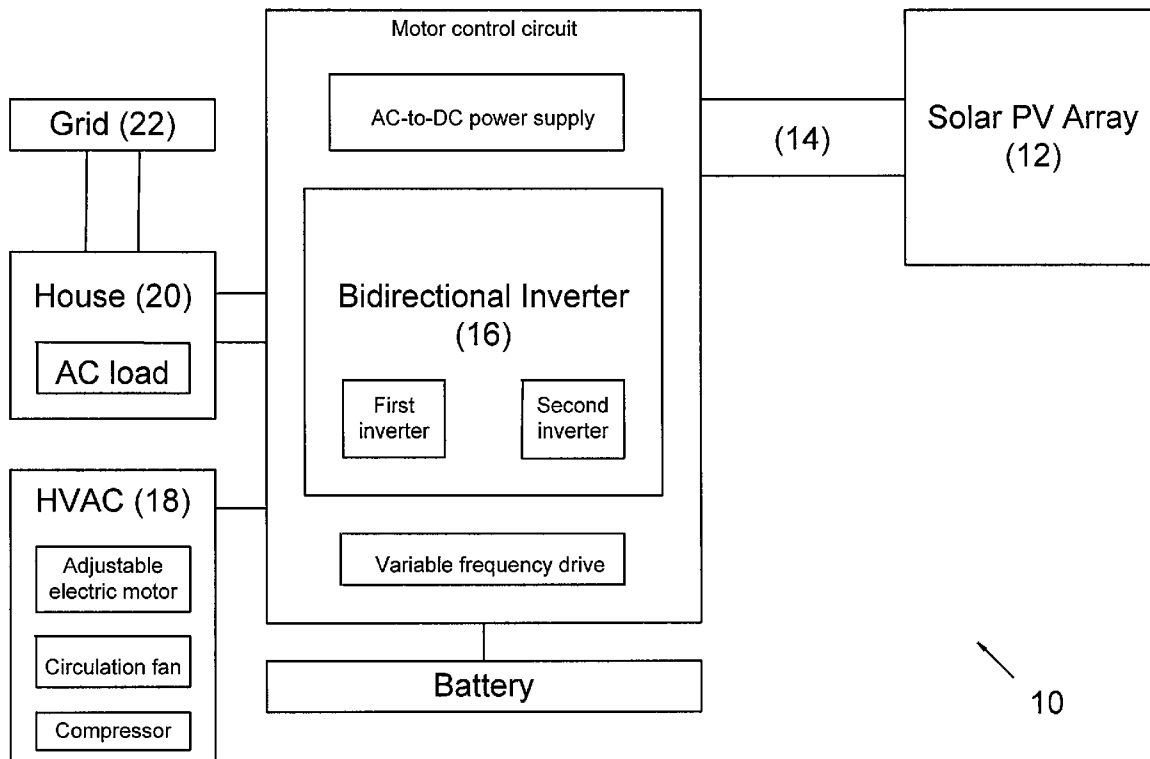 Motor control circuit
AC-to-DC power supply
Grid (22)
(14)
Solar PV Array
(12)
House (20)
AC load
Bidirectional Inverter
(16)
First
inverter
Second
inverter
HVAC (18)
Adjustable
electric motor
Circulation fan
Compressor
Variable frequency drive
Battery
10